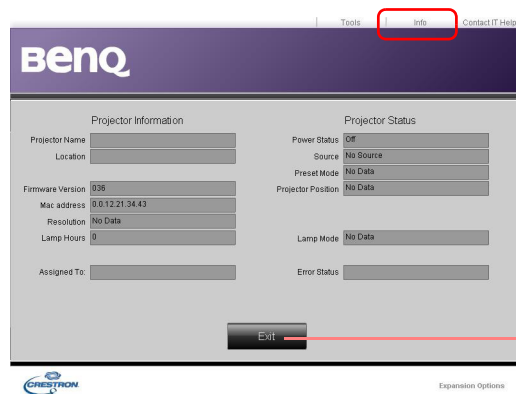 Tools Info Contact IT Help
BenQ
Projector Information Projector Status
Projector Name Power Status Off
Location Source No Source
Preset Mode No Data
Firmware Version 036 Projector Position No Data
Mac address 0.0.12.21.34.43
Resolution No Data
Lamp Hours 0 Lamp Mode No Data
Assigned To: Error Status
Exit
CRESTRON Expansion Options